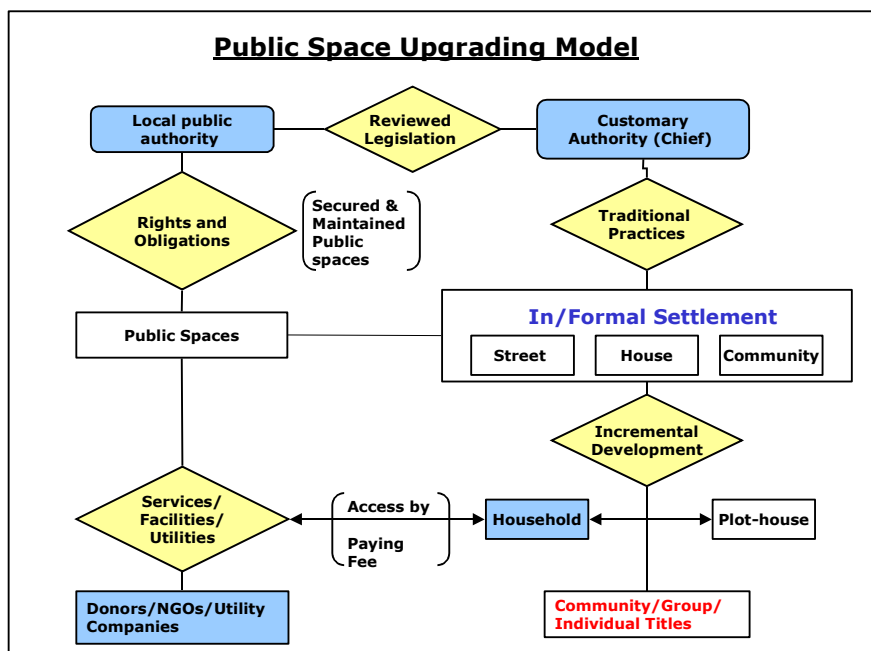 Public Space Upgrading Model
Local public
authority
Reviewed
Legislation
Customary
Authority (Chief)
Rights and
Obligations
Secured &
Maintained
Public
spaces
Traditional
Practices
Public Spaces
In/Formal Settlement
Street
House
Community
Incremental
Development
Services/
Facilities/
Utilities
Access by
Paying
Fee
Household
Plot-house
Donors/NGOs/Utility
Companies
Community/Group/
Individual Titles